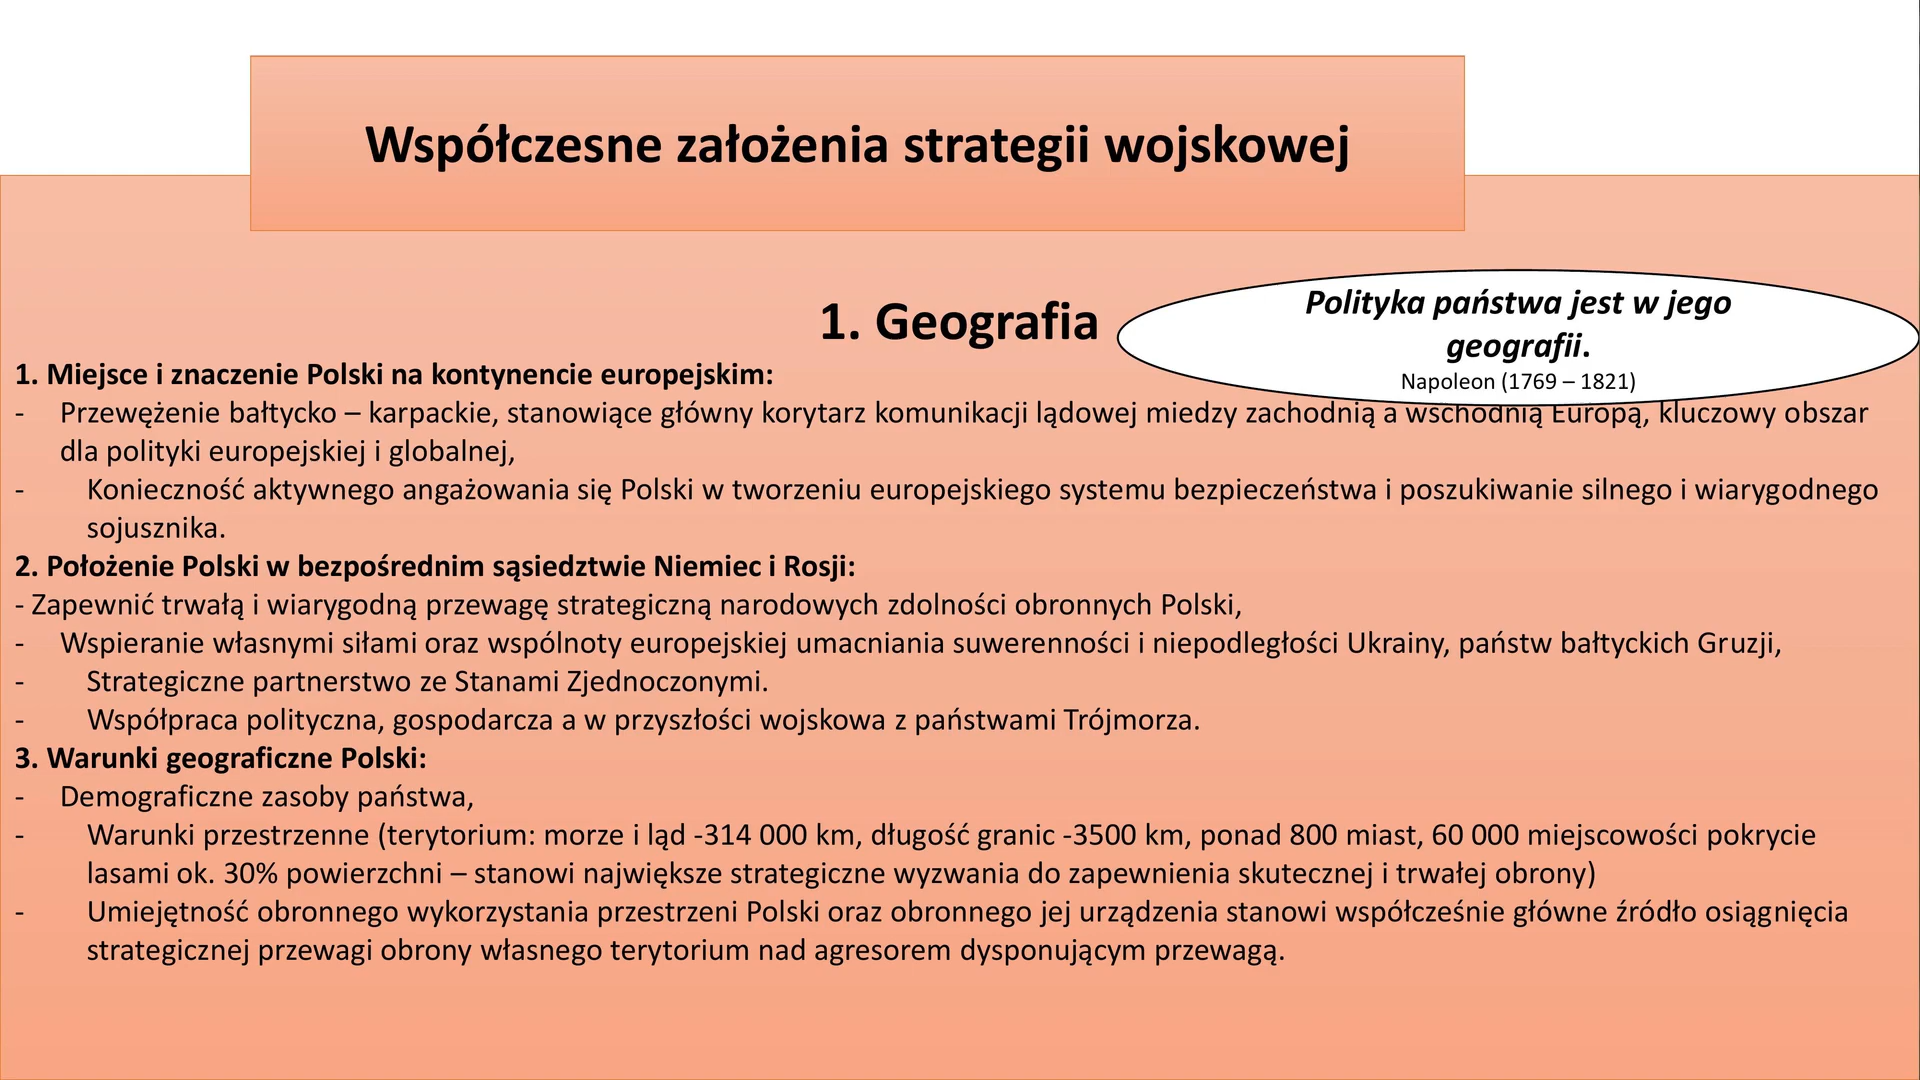 Współczesne założenia strategii wojskowej
1. Geografia
Polityka państwa jest w jego
geografii.
Napoleon (1769 – 1821)
1. Miejsce i znaczenie Polski na kontynencie europejskim:
- Przewężenie bałtycko – karpackie, stanowiące główny korytarz komunikacji lądowej miedzy zachodnią a wschodnią Europą, kluczowy obszar
dla polityki europejskiej i globalnej,
- Konieczność aktywnego angażowania się Polski w tworzeniu europejskiego systemu bezpieczeństwa i poszukiwanie silnego i wiarygodnego
sojusznika.
2. Położenie Polski w bezpośrednim sąsiedztwie Niemiec i Rosji:
- Zapewnić trwałą i wiarygodną przewagę strategiczną narodowych zdolności obronnych Polski,
- Wspieranie własnymi siłami oraz wspólnoty europejskiej umacniania suwerenności i niepodległości Ukrainy, państw bałtyckich Gruzji,
- Strategiczne partnerstwo ze Stanami Zjednoczonymi.
- Współpraca polityczna, gospodarcza a w przyszłości wojskowa z państwami Trójmorza.
3. Warunki geograficzne Polski:
- Demograficzne zasoby państwa,
- Warunki przestrzenne (terytorium: morze i ląd -314 000 km, długość granic -3500 km, ponad 800 miast, 60 000 miejscowości pokrycie
lasami ok. 30% powierzchni – stanowi największe strategiczne wyzwania do zapewnienia skutecznej i trwałej obrony)
- Umiejętność obronnego wykorzystania przestrzeni Polski oraz obronnego jej urządzenia stanowi współcześnie główne źródło osiągnięcia
strategicznej przewagi obrony własnego terytorium nad agresorem dysponującym przewagą.